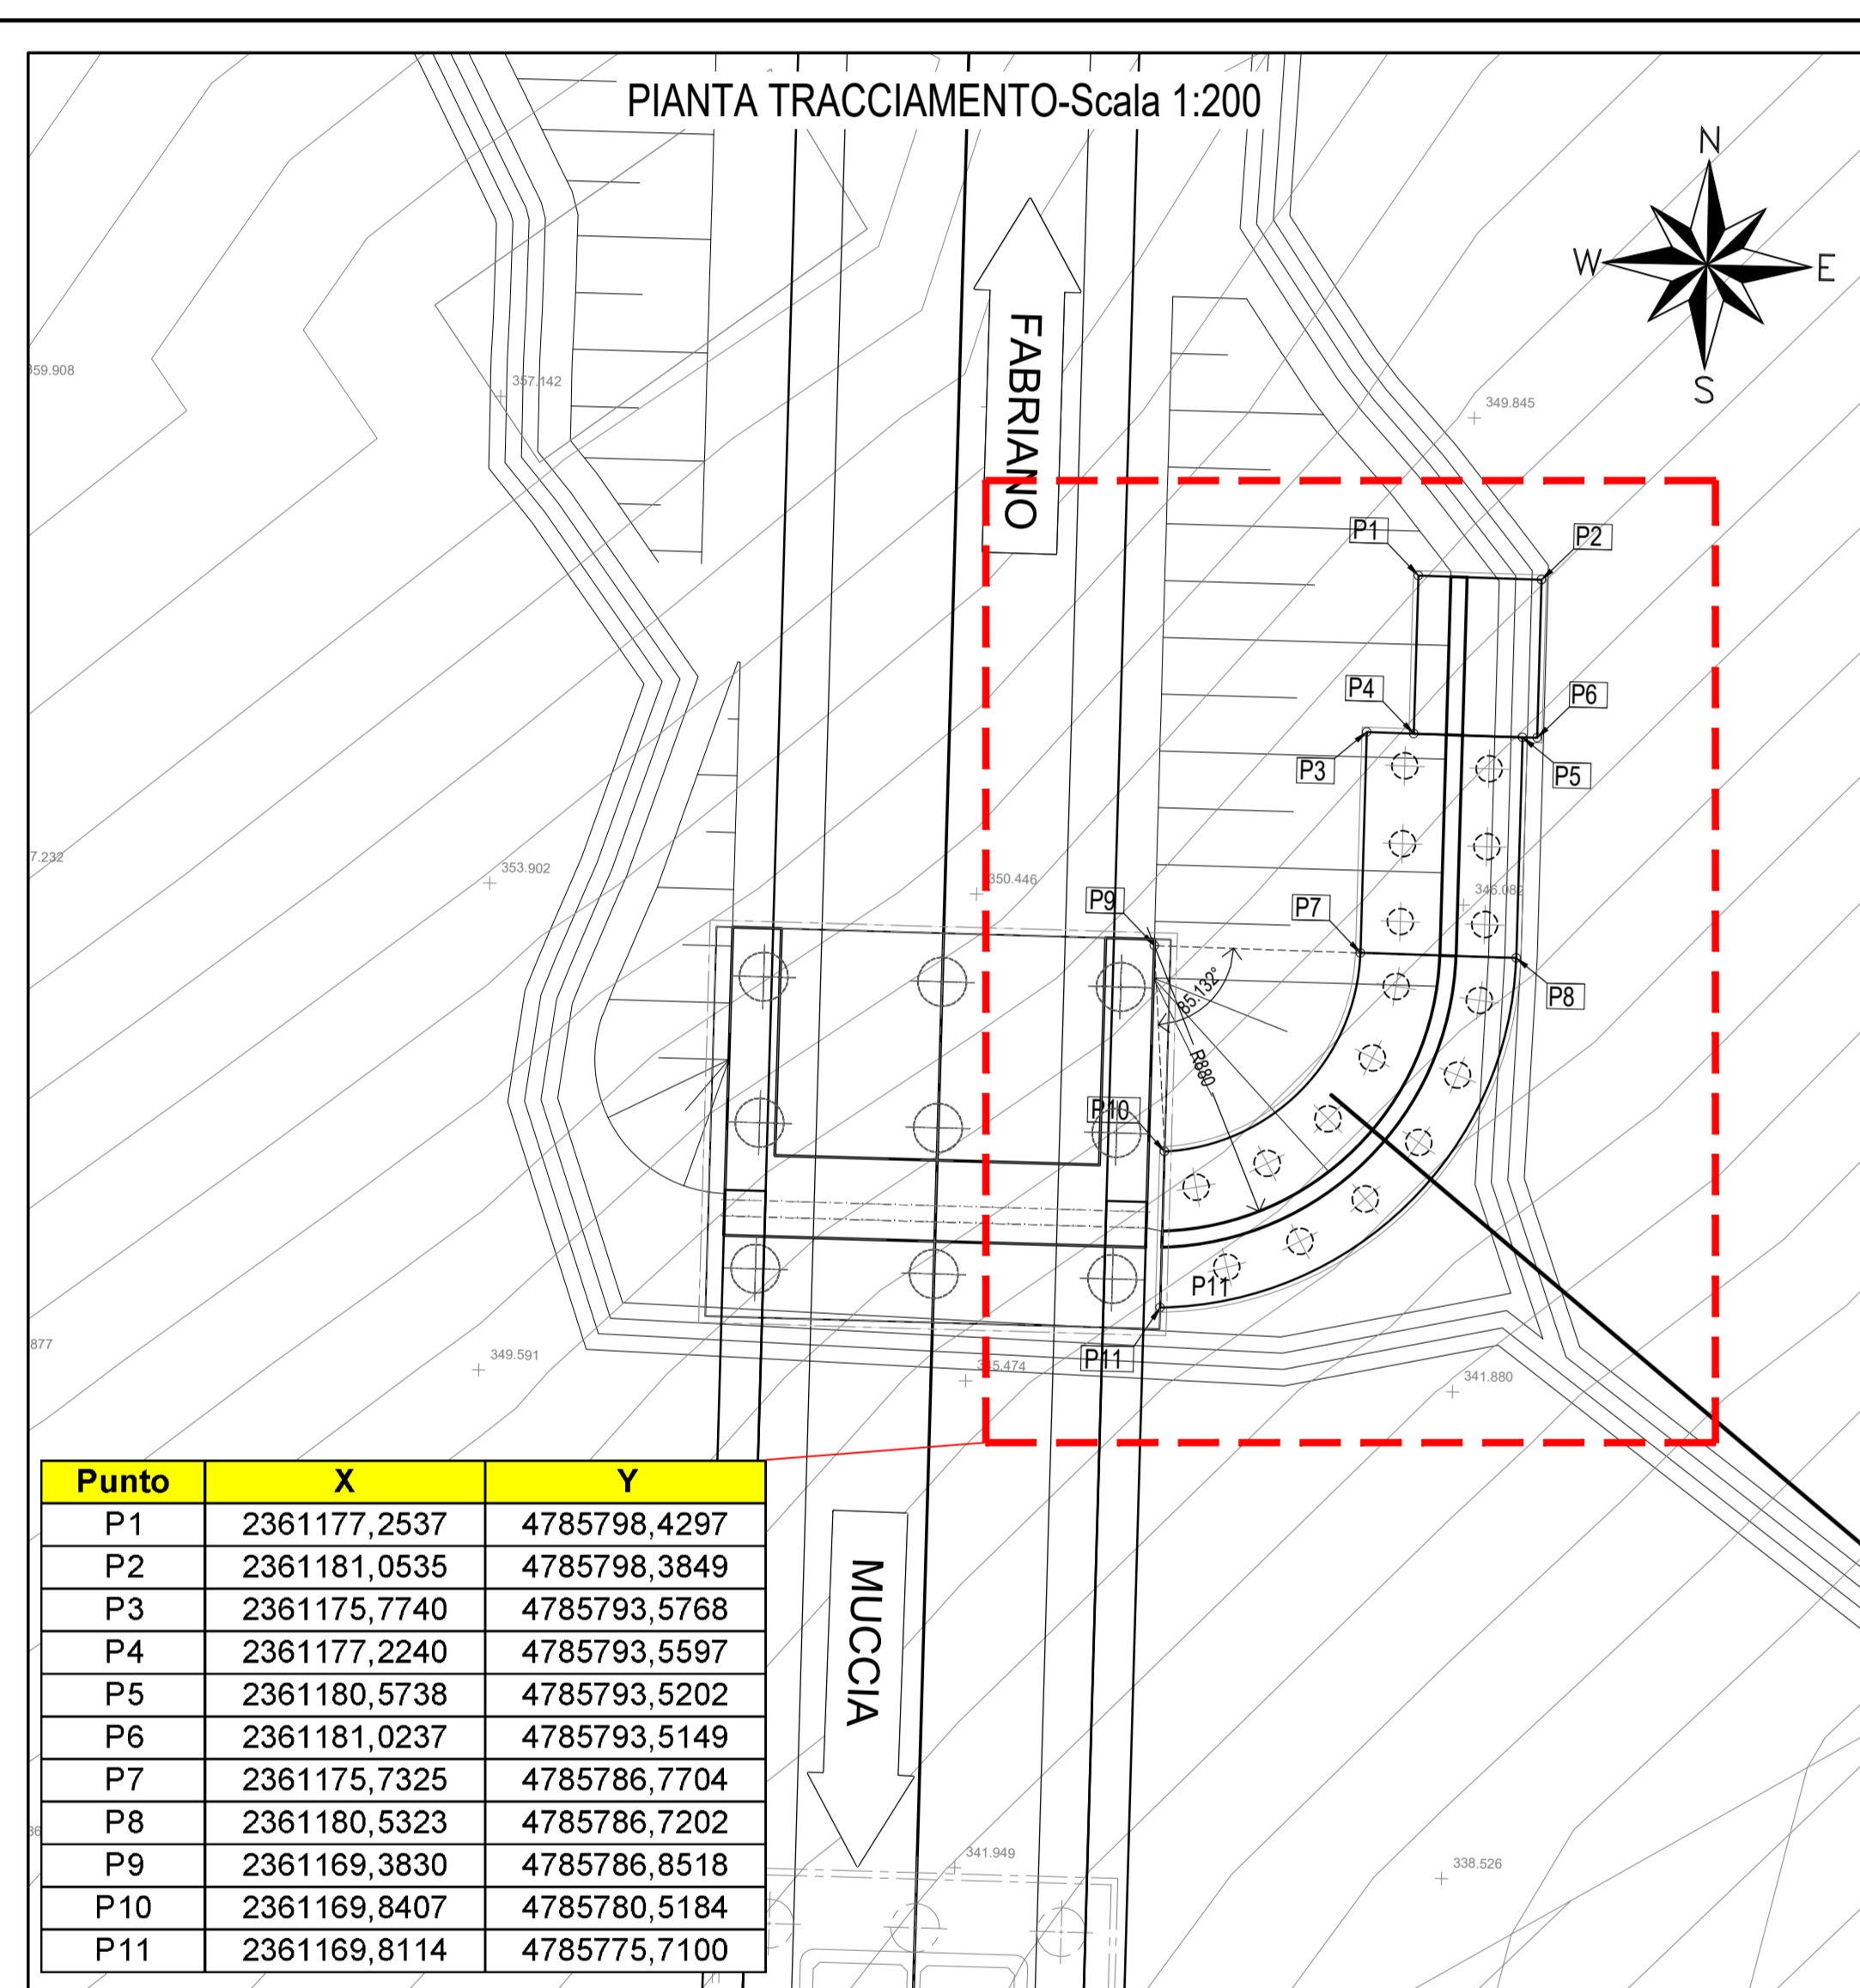 PIANTA TRACCIAMENTO-Scala 1:200
N
W
E
S
FABRIANO
359.908
357.142
349.845
P1
P2
P4
P6
P3
P5
7.232
353.902
350.446
346.082
P9
P7
P8
85.132°
R880
P10
P11
P11
877
349.591
345.474
341.880
Punto X Y
P1 2361177,2537 4785798,4297
P2 2361181,0535 4785798,3849
P3 2361175,7740 4785793,5768
P4 2361177,2240 4785793,5597
P5 2361180,5738 4785793,5202
P6 2361181,0237 4785793,5149
P7 2361175,7325 4785786,7704
P8 2361180,5323 4785786,7202
P9 2361169,3830 4785786,8518
P10 2361169,8407 4785780,5184
P11 2361169,8114 4785775,7100
MUCCIA
36
341.949
338.526